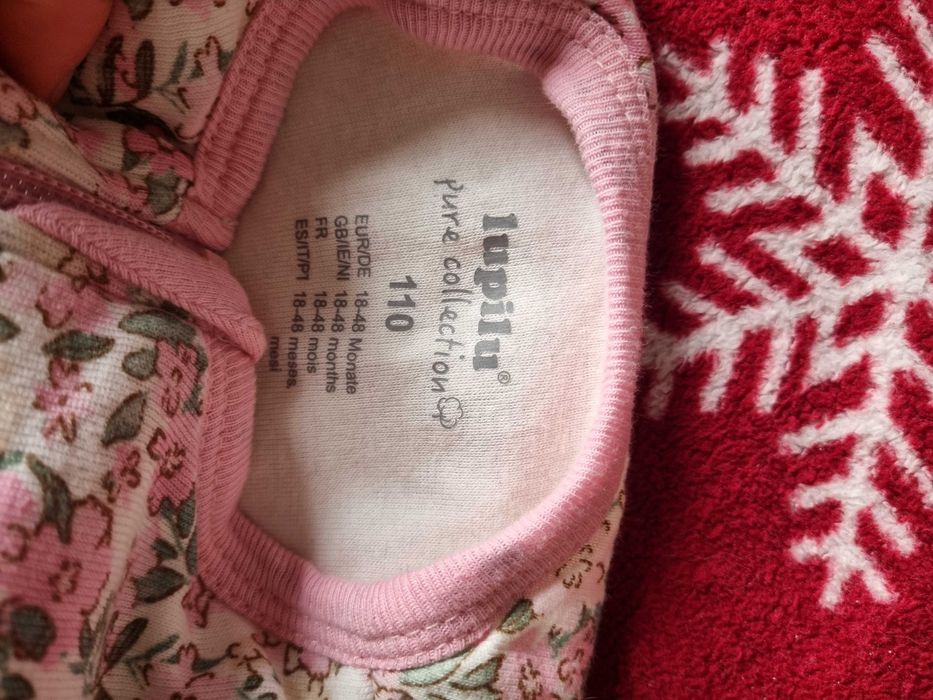 lupilu®
pure collection
110
EUR/DE 18-48 Monate
GB/IE/NI 18-48 months
FR 18-48 mois
ES/IT/PT 18-48 meses,
mesi